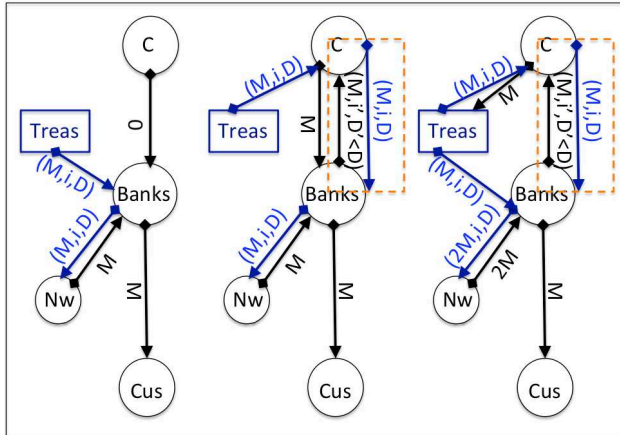 C
0
Treas
(M,i,D)
Banks
(M,i,D)
M
M
Nw
Cus
C
(M,i,D)
Treas
M
(M,i',D'<D)
(M,i,D)
Banks
(M,i,D)
M
M
Nw
Cus
C
(M,i,D)
M
Treas
(M,i',D'<D)
(M,i,D)
(M,i,D)
Banks
(2M,i,D)
2M
M
Nw
Cus